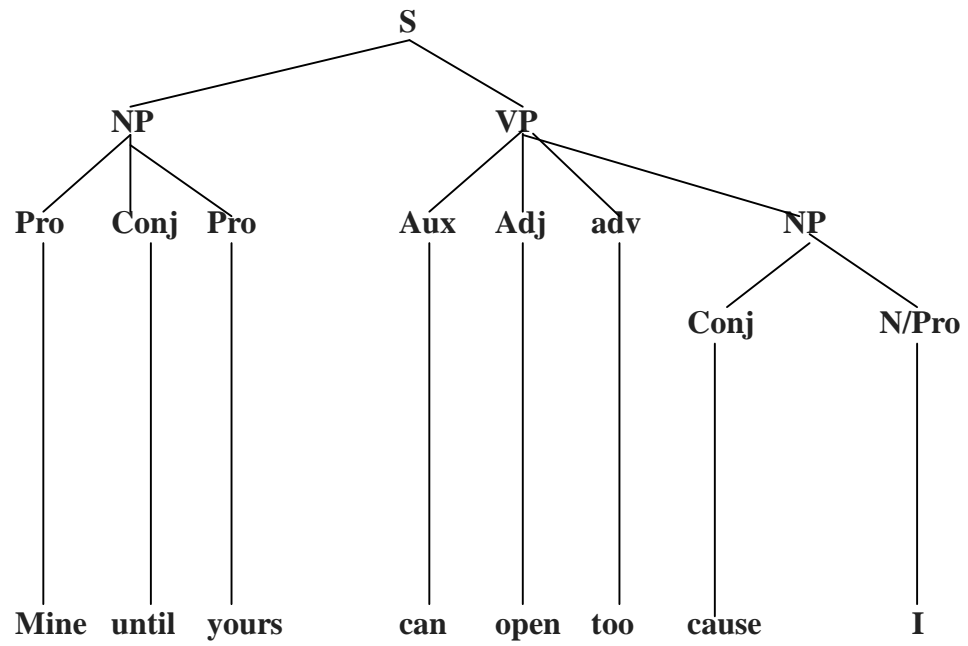 S
NP VP
Pro Conj Pro Aux Adj adv NP
Conj N/Pro
Mine until yours can open too cause I